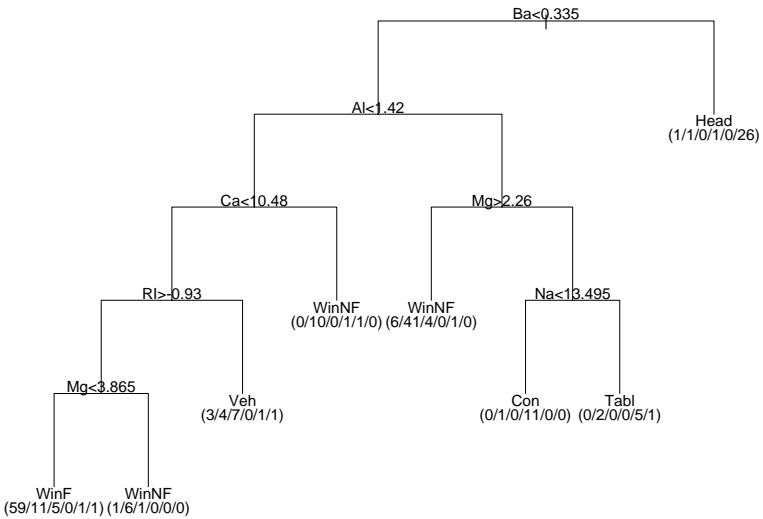 Ba<0.335
Al<1.42
Head
(1/1/0/1/0/26)
Ca<10.48
Mg>2.26
RI>-0.93
WinNF
(0/10/0/1/1/0)
WinNF
(6/41/4/0/1/0)
Na<13.495
Mg<3.865
Veh
(3/4/7/0/1/1)
Con
(0/1/0/11/0/0)
Tabl
(0/2/0/0/5/1)
WinF
(59/11/5/0/1/1)
WinNF
(1/6/1/0/0/0)